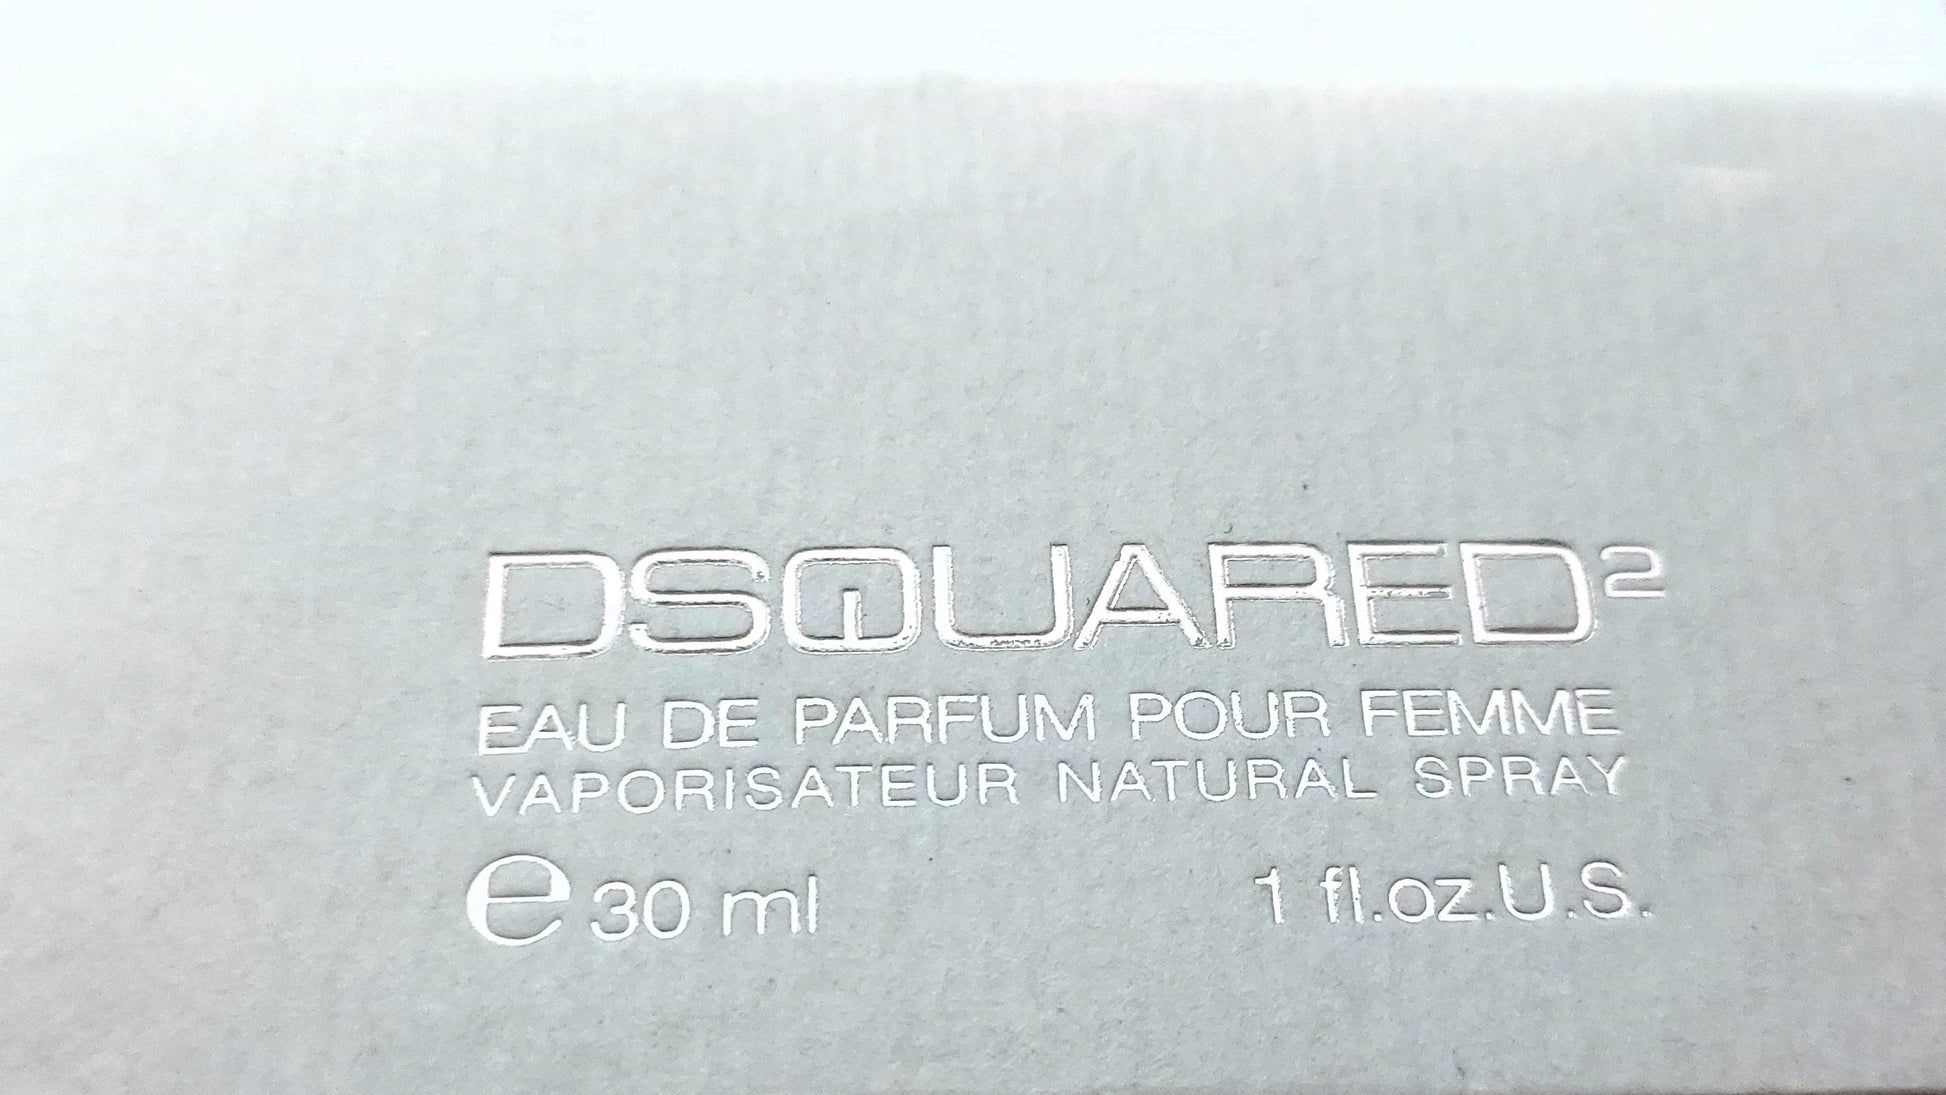 DSQUARED²
EAU DE PARFUM POUR FEMME
VAPORISATEUR NATURAL SPRAY
℮ 30 ml 1 fl.oz.U.S.